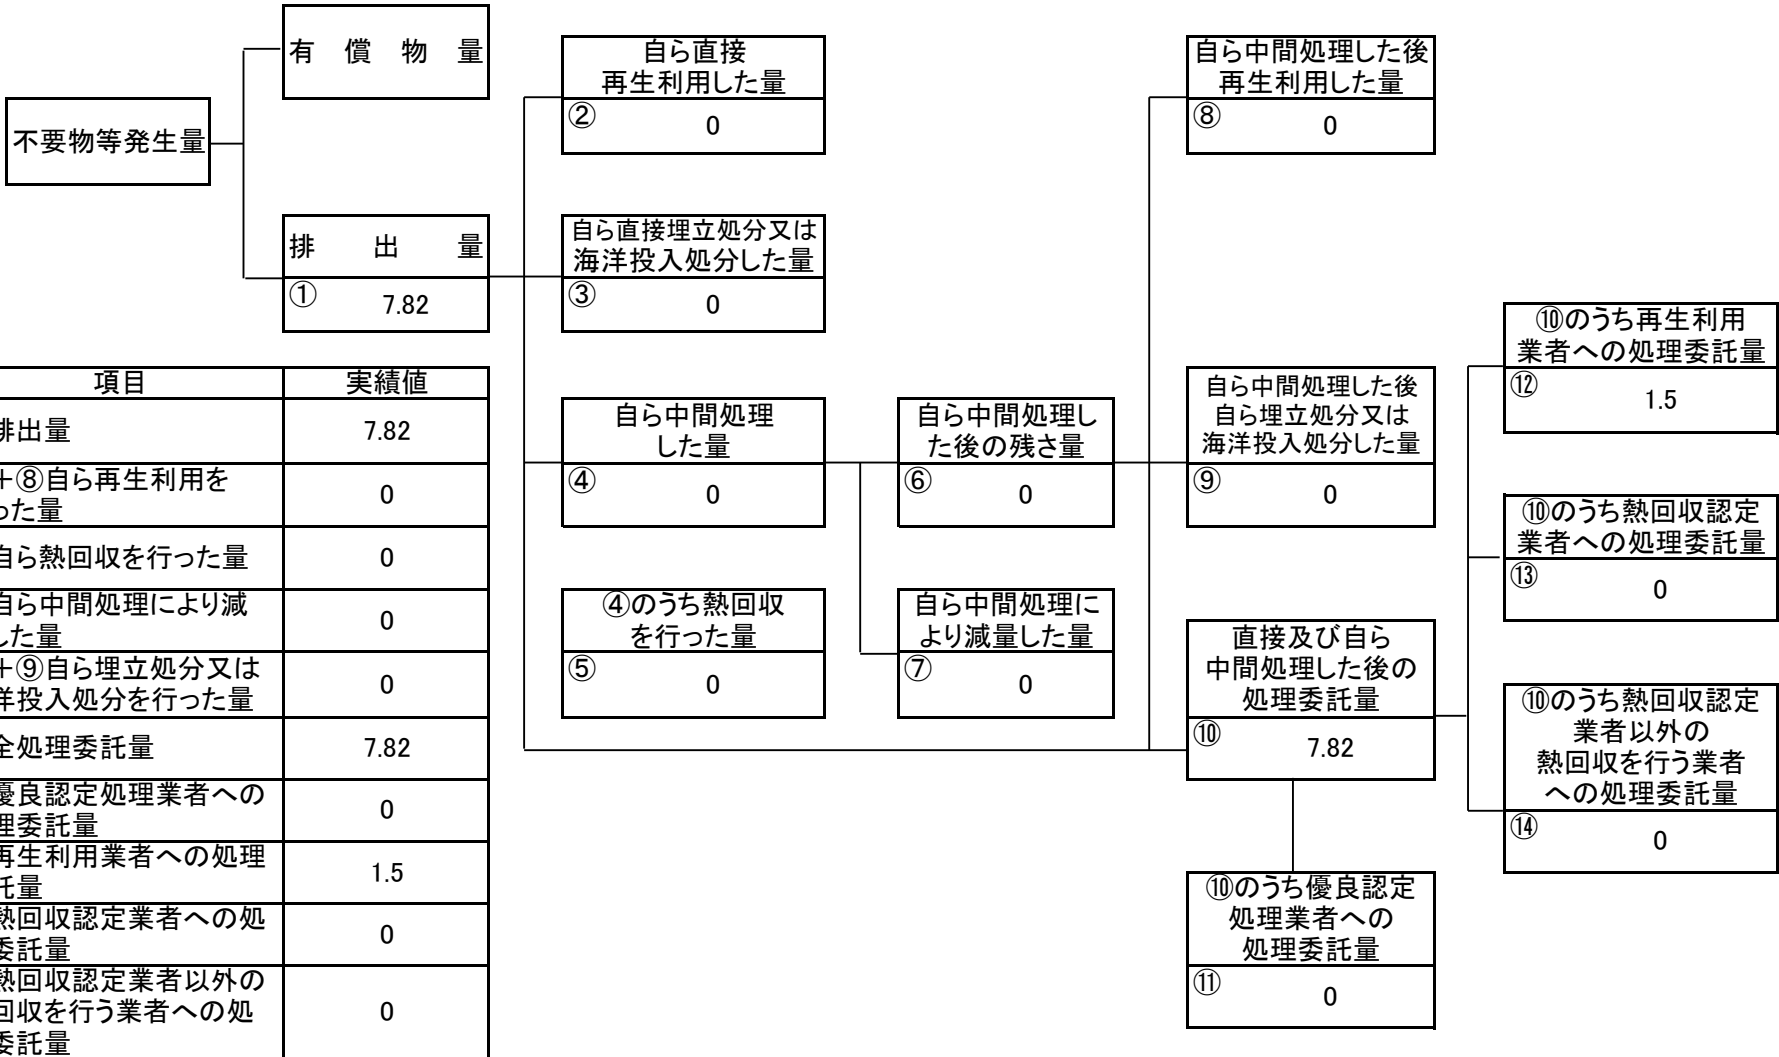 有償物量
不要物等発生量
排出量
① 7.82
自ら直接
再生利用した量
② 0
自ら直接埋立処分又は
海洋投入処分した量
③ 0
自ら中間処理
した量
④ 0
④のうち熱回収
を行った量
⑤ 0
自ら中間処理し
た後の残さ量
⑥ 0
自ら中間処理に
より減量した量
⑦ 0
自ら中間処理した後
再生利用した量
⑧ 0
自ら中間処理した後
自ら埋立処分又は
海洋投入処分した量
⑨ 0
直接及び自ら
中間処理した後の
処理委託量
⑩ 7.82
⑩のうち優良認定
処理業者への
処理委託量
⑪ 0
⑩のうち再生利用
業者への処理委託量
⑫ 1.5
⑩のうち熱回収認定
業者への処理委託量
⑬ 0
⑩のうち熱回収認定
業者以外の
熱回収を行う業者
への処理委託量
⑭ 0
項目 実績値
排出量 7.82
+⑧自ら再生利用を
った量 0
自ら熱回収を行った量 0
自ら中間処理により減
した量 0
+⑨自ら埋立処分又は
洋投入処分を行った量 0
全処理委託量 7.82
優良認定処理業者への
理委託量 0
再生利用業者への処理
託量 1.5
熱回収認定業者への処
委託量 0
熱回収認定業者以外の
回収を行う業者への処
委託量 0